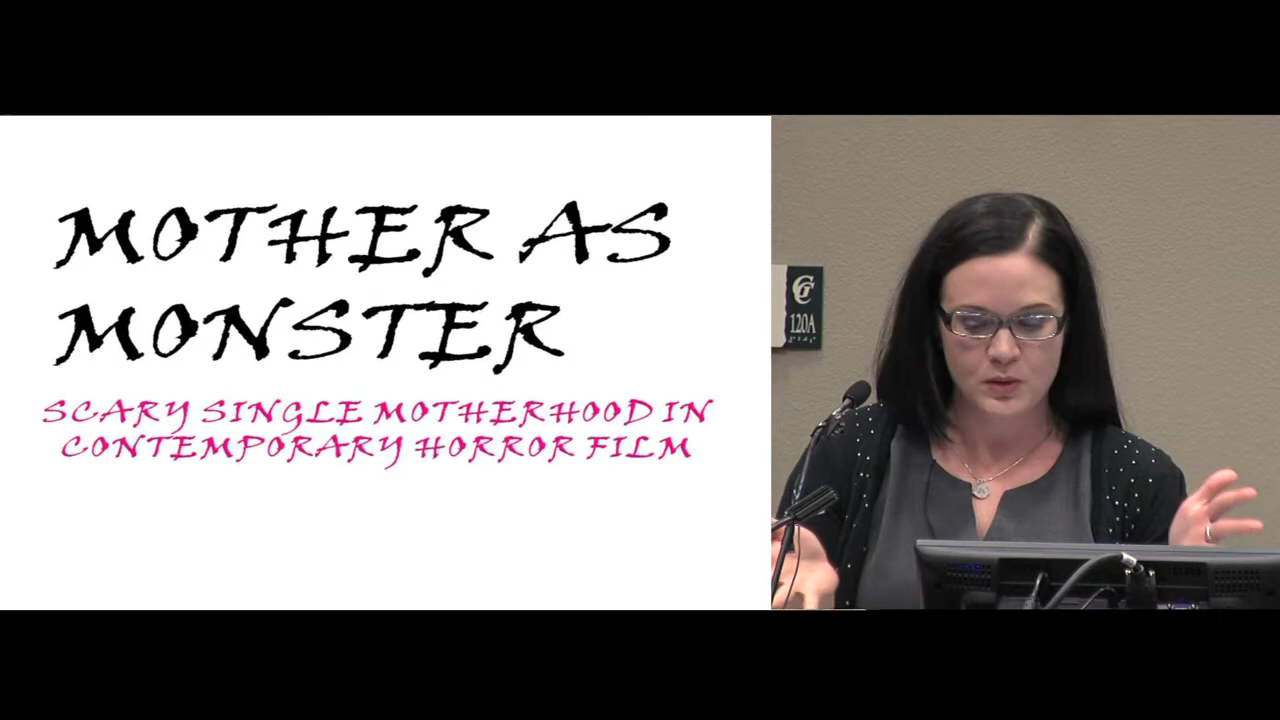 MOTHER AS
MONSTER
SCARY SINGLE MOTHERHOOD IN
CONTEMPORARY HORROR FILM
120A